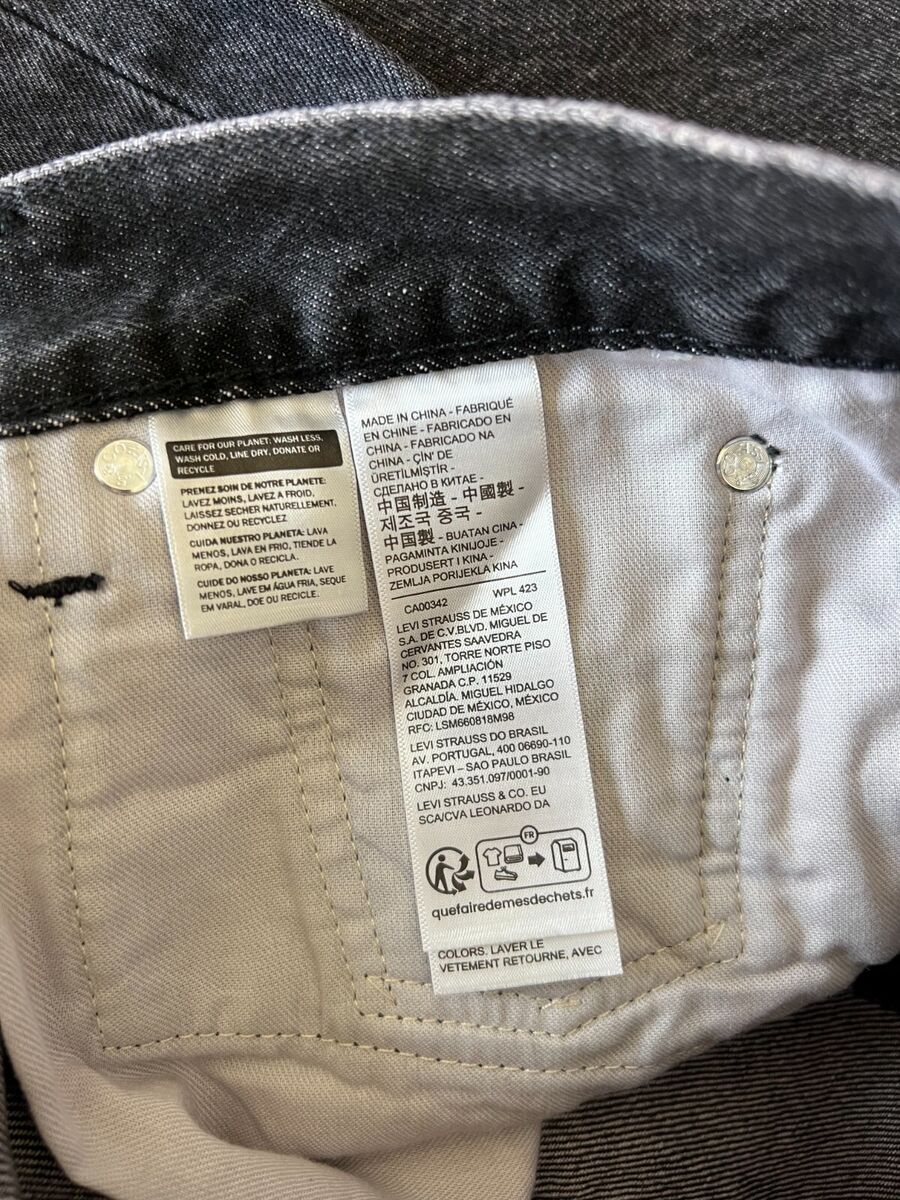 CARE FOR OUR PLANET: WASH LESS,
WASH COLD, LINE DRY, DONATE OR
RECYCLE
PRENEZ SOIN DE NOTRE PLANETE:
LAVEZ MOINS, LAVEZ A FROID,
LAISSEZ SECHER NATURELLEMENT.
DONNEZ OU RECYCLEZ
CUIDA NUESTRO PLANETA: LAVA
MENOS, LAVA EN FRIO, TIENDE LA
ROPA, DONA O RECICLA.
CUIDE DO NOSSO PLANETA: LAVE
MENOS, LAVE EM ÁGUA FRIA, SEQUE
EM VARAL, DOE OU RECICLE.
MADE IN CHINA - FABRIQUÉ
EN CHINE - FABRICADO EN
CHINA - FABRICADO NA
CHINA - ÇİN' DE
ÜRETİLMİŞTİR -
СДЕЛАНО В КИТАЕ -
中国制造 - 中國製 -
제조국 중국 -
中国製 - BUATAN CINA -
PAGAMINTA KINIJOJE -
PRODUSERT I KINA -
ZEMLJA PORIJEKLA KINA
CA00342 WPL 423
LEVI STRAUSS DE MÉXICO
S.A. DE C.V.BLVD. MIGUEL DE
CERVANTES SAAVEDRA
NO. 301, TORRE NORTE PISO
7 COL. AMPLIACIÓN
GRANADA C.P. 11529
ALCALDÍA. MIGUEL HIDALGO
CIUDAD DE MÉXICO, MÉXICO
RFC: LSM660818M98
LEVI STRAUSS DO BRASIL
AV. PORTUGAL, 400 06690-110
ITAPEVI – SAO PAULO BRASIL
CNPJ: 43.351.097/0001-90
LEVI STRAUSS & CO. EU
SCA/CVA LEONARDO DA
FR
quefairedemesdechets.fr
COLORS. LAVER LE
VETEMENT RETOURNE, AVEC